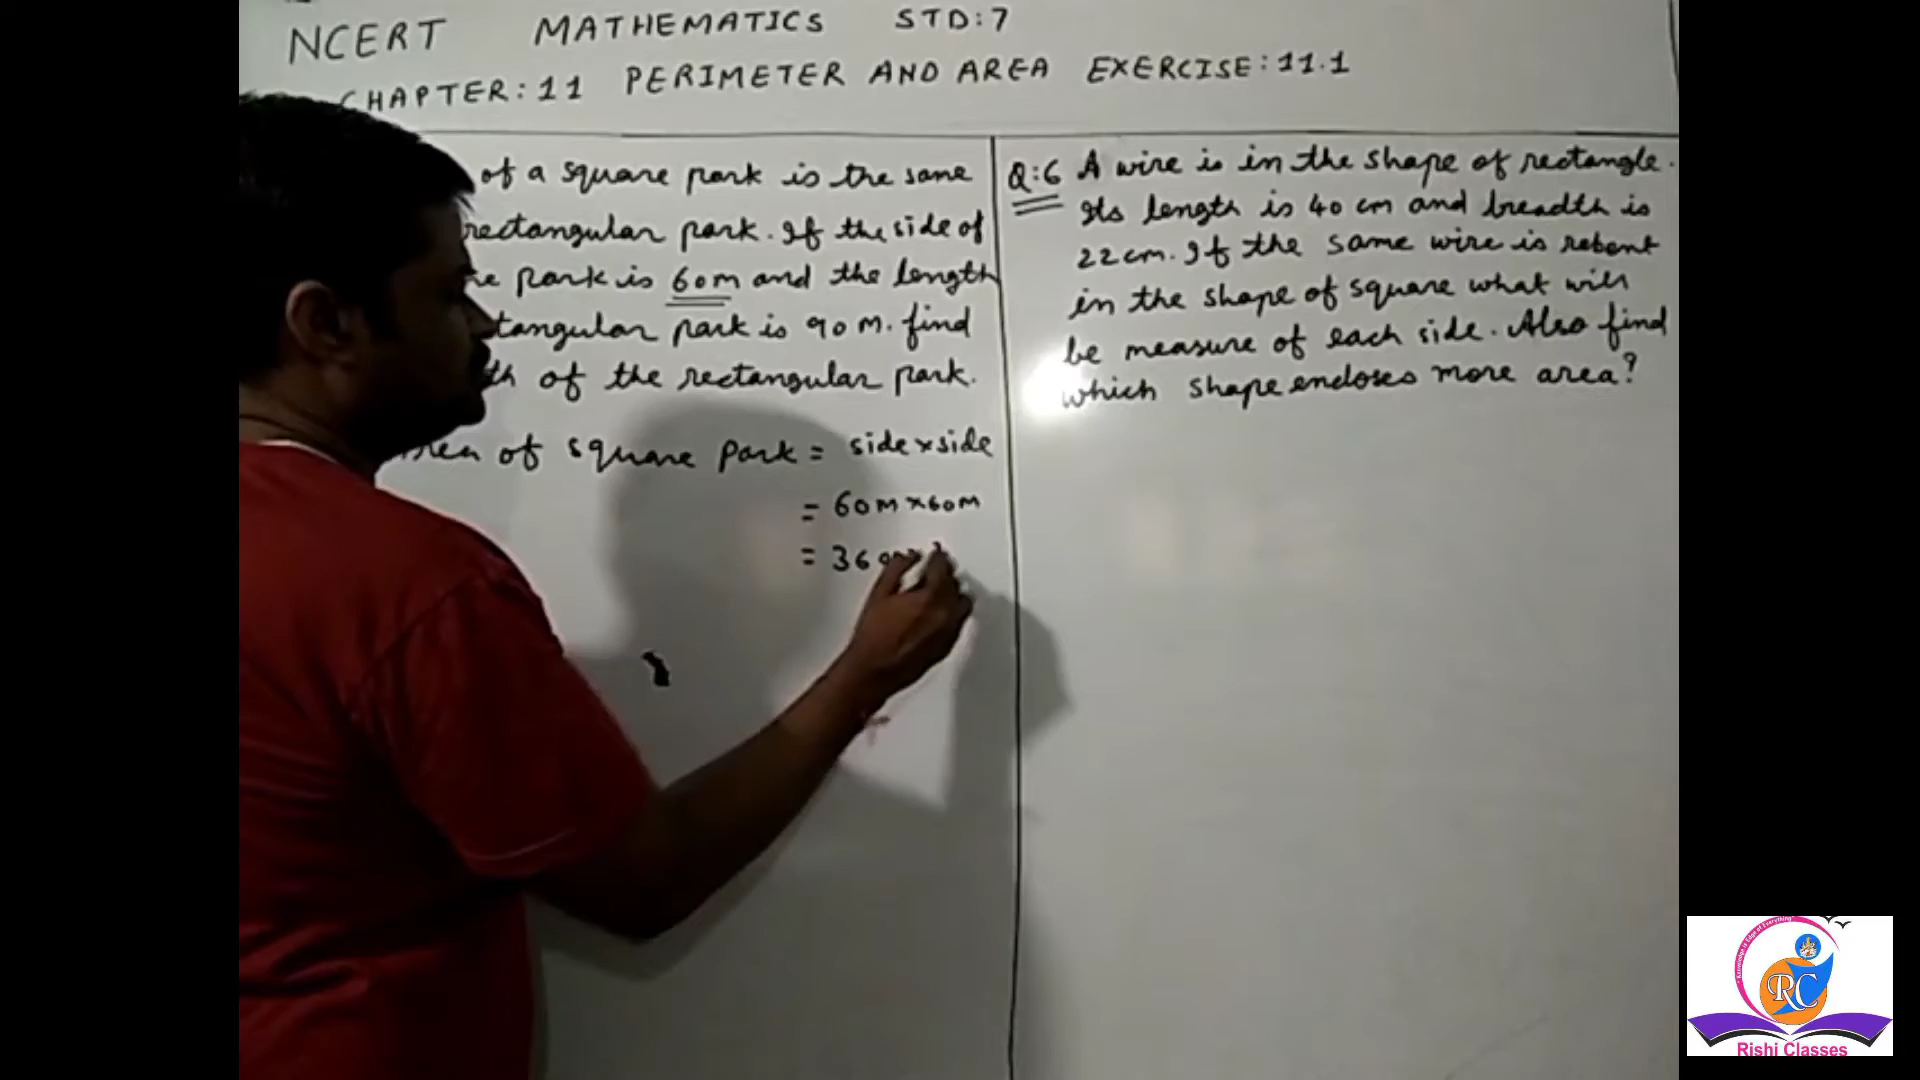 NCERT MATHEMATICS STD:7
CHAPTER:11 PERIMETER AND AREA EXERCISE:11.1
of a square park is the same
rectangular park. If the side of
park is 60m and the length
tangular park is 90 M. find
th of the rectangular park.
of square park = side×side
= 60M×60M
= 36
Q:6 A wire is in the shape of rectangle.
Its length is 40 cm and breadth is
22cm. If the same wire is rebent
in the shape of square what will
be measure of each side. Also find
which shape encloses more area?
RC
Rishi Classes